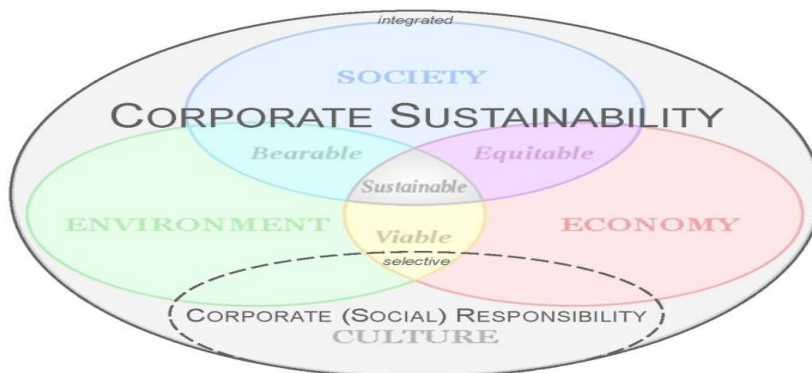 integrated
SOCIETY
CORPORATE SUSTAINABILITY
Bearable Equitable
Sustainable
ENVIRONMENT ECONOMY
Viable
selective
CORPORATE (SOCIAL) RESPONSIBILITY
CULTURE